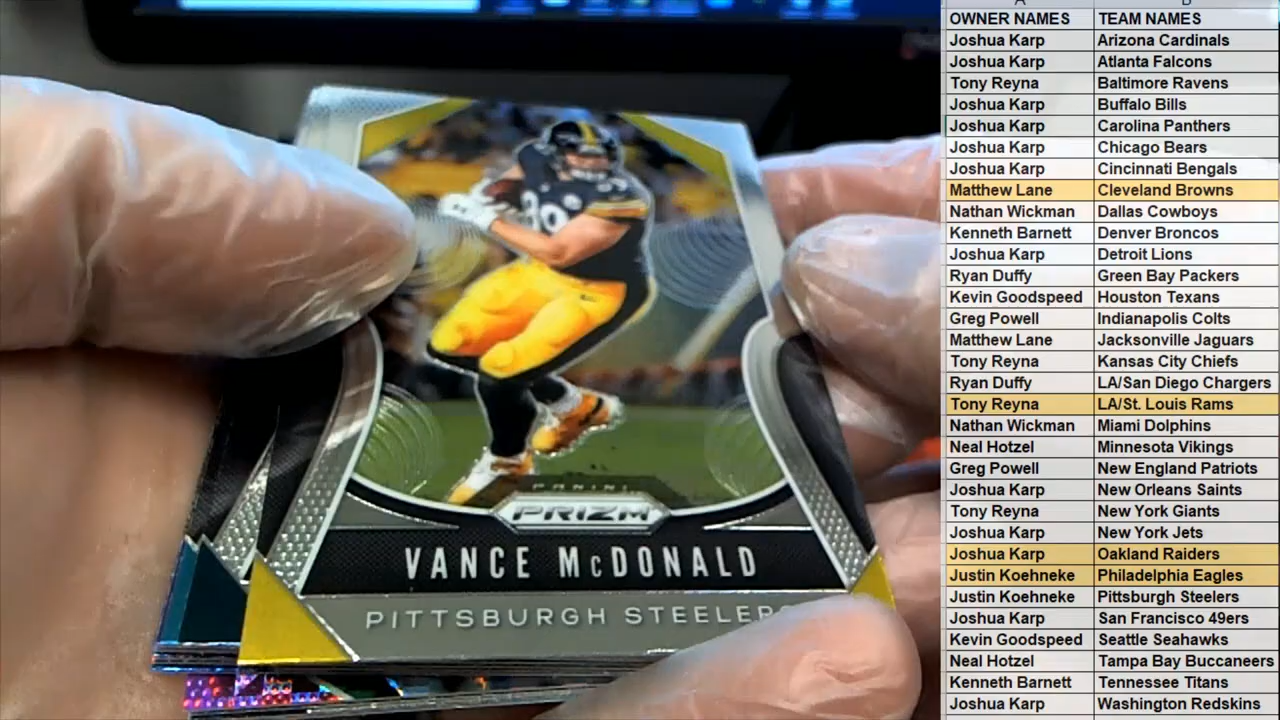 PANINI
PRIZM
VANCE McDONALD
PITTSBURGH STEELERS
OWNER NAMES TEAM NAMES
Joshua Karp Arizona Cardinals
Joshua Karp Atlanta Falcons
Tony Reyna Baltimore Ravens
Joshua Karp Buffalo Bills
Joshua Karp Carolina Panthers
Joshua Karp Chicago Bears
Joshua Karp Cincinnati Bengals
Matthew Lane Cleveland Browns
Nathan Wickman Dallas Cowboys
Kenneth Barnett Denver Broncos
Joshua Karp Detroit Lions
Ryan Duffy Green Bay Packers
Kevin Goodspeed Houston Texans
Greg Powell Indianapolis Colts
Matthew Lane Jacksonville Jaguars
Tony Reyna Kansas City Chiefs
Ryan Duffy LA/San Diego Chargers
Tony Reyna LA/St. Louis Rams
Nathan Wickman Miami Dolphins
Neal Hotzel Minnesota Vikings
Greg Powell New England Patriots
Joshua Karp New Orleans Saints
Tony Reyna New York Giants
Joshua Karp New York Jets
Joshua Karp Oakland Raiders
Justin Koehneke Philadelphia Eagles
Justin Koehneke Pittsburgh Steelers
Joshua Karp San Francisco 49ers
Kevin Goodspeed Seattle Seahawks
Neal Hotzel Tampa Bay Buccaneers
Kenneth Barnett Tennessee Titans
Joshua Karp Washington Redskins